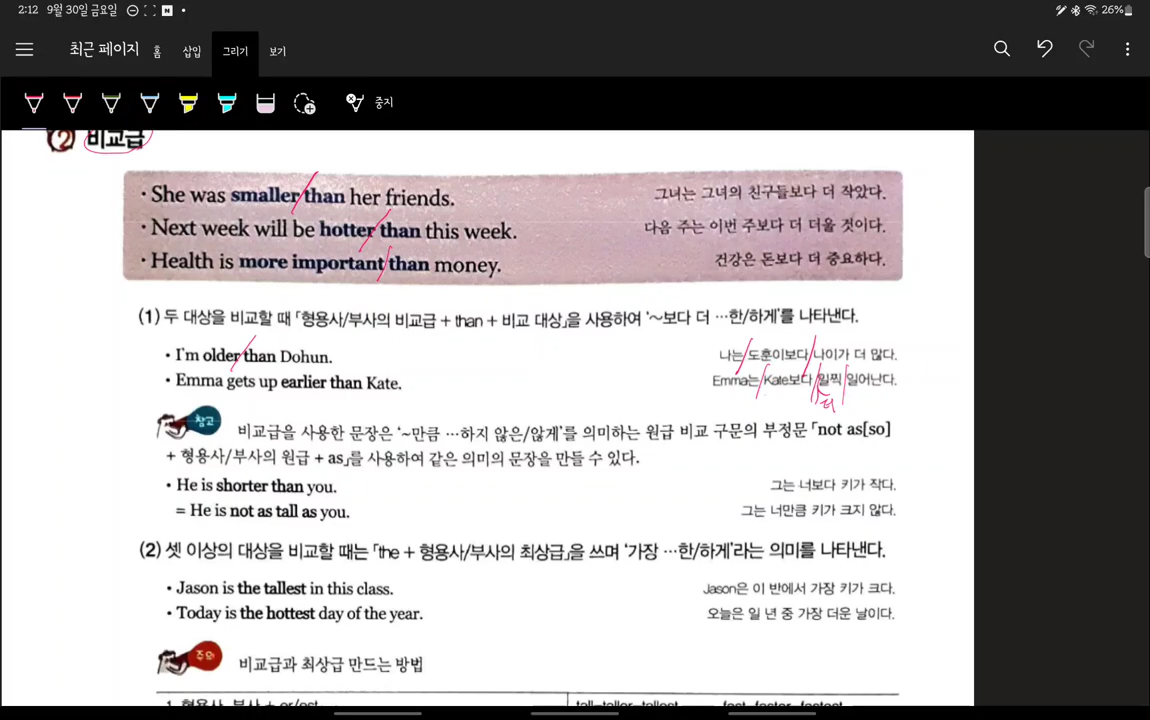 2:12 9월 30일 금요일 N 26%
최근 페이지 홈 삽입 그리기 보기
중지
2 비교급
· She was smaller than her friends. 그녀는 그녀의 친구들보다 더 작았다.
· Next week will be hotter than this week. 다음 주는 이번 주보다 더 더울 것이다.
· Health is more important than money. 건강은 돈보다 더 중요하다.
(1) 두 대상을 비교할 때 「형용사/부사의 비교급 + than + 비교 대상」을 사용하여 '~보다 더 …한/하게'를 나타낸다.
• I'm older than Dohun. 나는 도훈이보다 나이가 더 많다.
• Emma gets up earlier than Kate. Emma는 Kate보다 일찍 일어난다.
더
참고 비교급을 사용한 문장은 '~만큼 …하지 않은/않게'를 의미하는 원급 비교 구문의 부정문 「not as[so]
+ 형용사/부사의 원급 + as」를 사용하여 같은 의미의 문장을 만들 수 있다.
• He is shorter than you. 그는 너보다 키가 작다.
= He is not as tall as you. 그는 너만큼 키가 크지 않다.
(2) 셋 이상의 대상을 비교할 때는 「the + 형용사/부사의 최상급」을 쓰며 '가장 …한/하게'라는 의미를 나타낸다.
• Jason is the tallest in this class. Jason은 이 반에서 가장 키가 크다.
• Today is the hottest day of the year. 오늘은 일 년 중 가장 더운 날이다.
주의 비교급과 최상급 만드는 방법
1. 형용사, 부사 + er/est tall-taller-tallest fast-faster-fastest